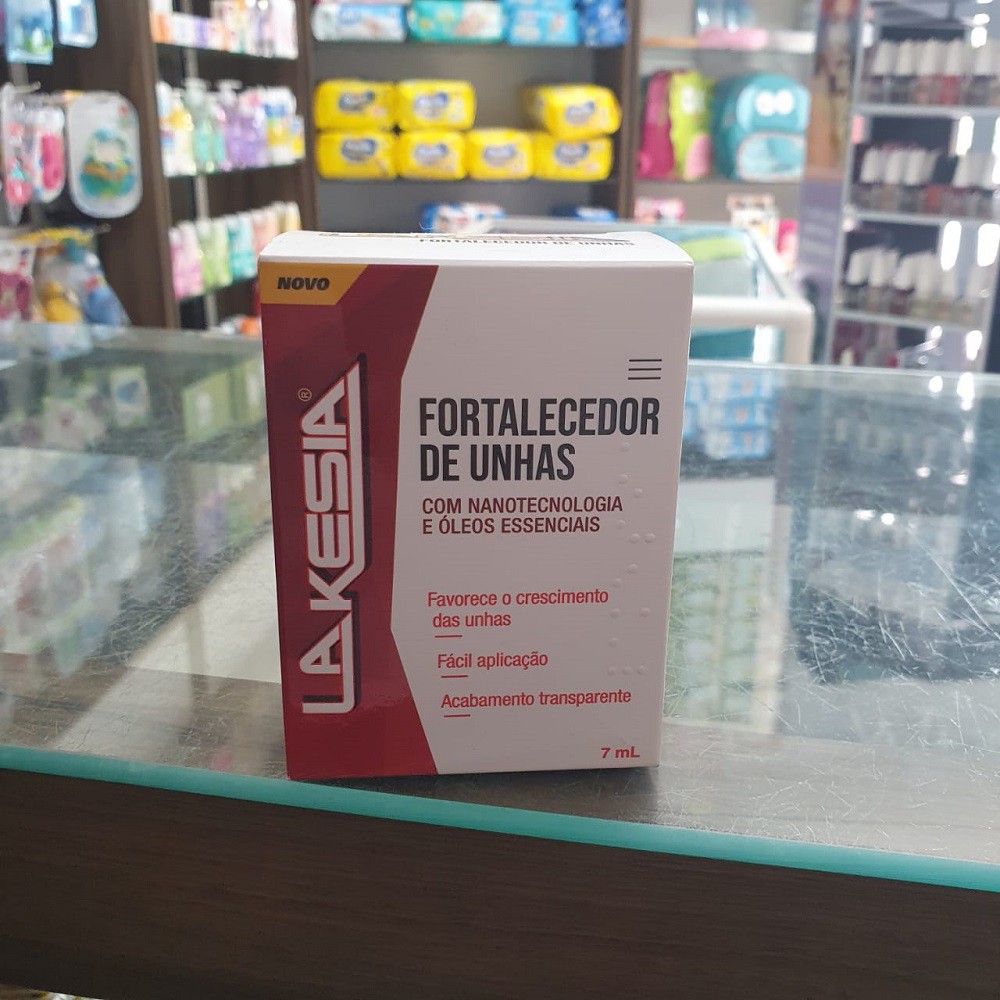 FORTALECEDOR DE UNHAS
NOVO
LAKESIA®
FORTALECEDOR
DE UNHAS
COM NANOTECNOLOGIA
E ÓLEOS ESSENCIAIS
Favorece o crescimento
das unhas
Fácil aplicação
Acabamento transparente
7 mL